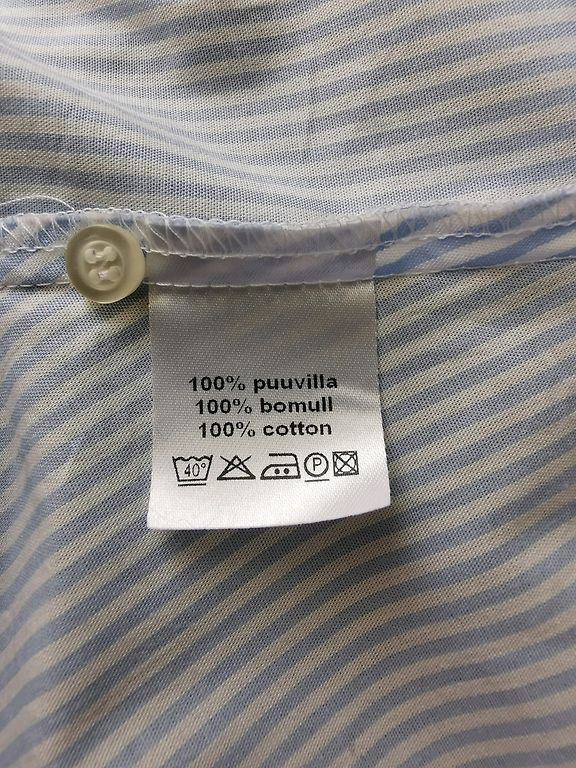 100% puuvilla
100% bomull
100% cotton
40° P